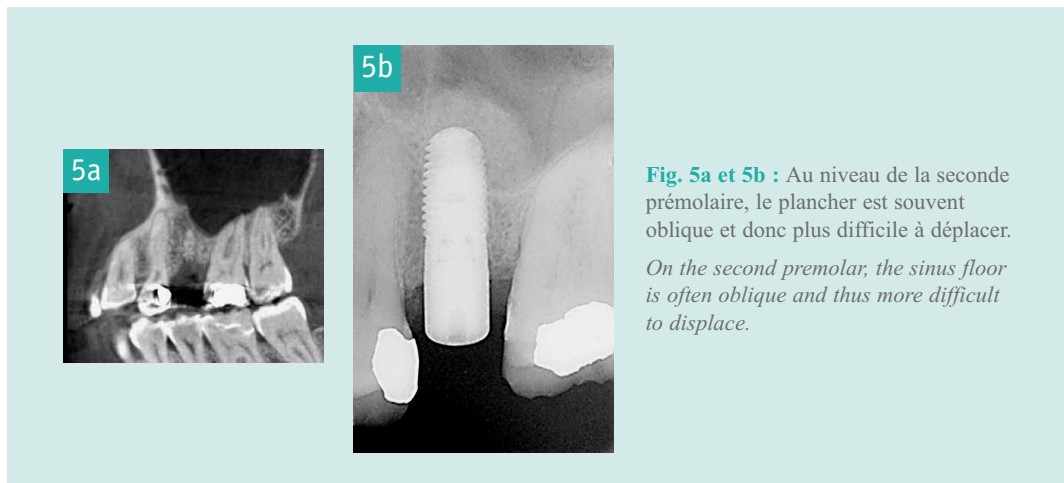 5a
5b
Fig. 5a et 5b : Au niveau de la seconde
prémolaire, le plancher est souvent
oblique et donc plus difficile à déplacer.
On the second premolar, the sinus floor
is often oblique and thus more difficult
to displace.